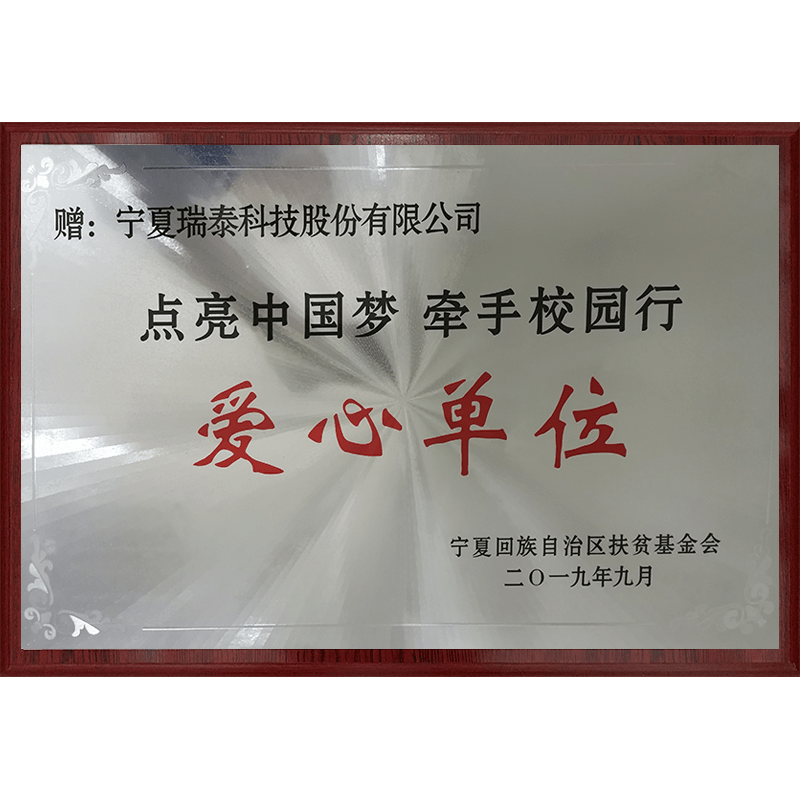 赠：宁夏瑞泰科技股份有限公司
点亮中国梦 牵手校园行
爱心单位
宁夏回族自治区扶贫基金会
二〇一九年九月